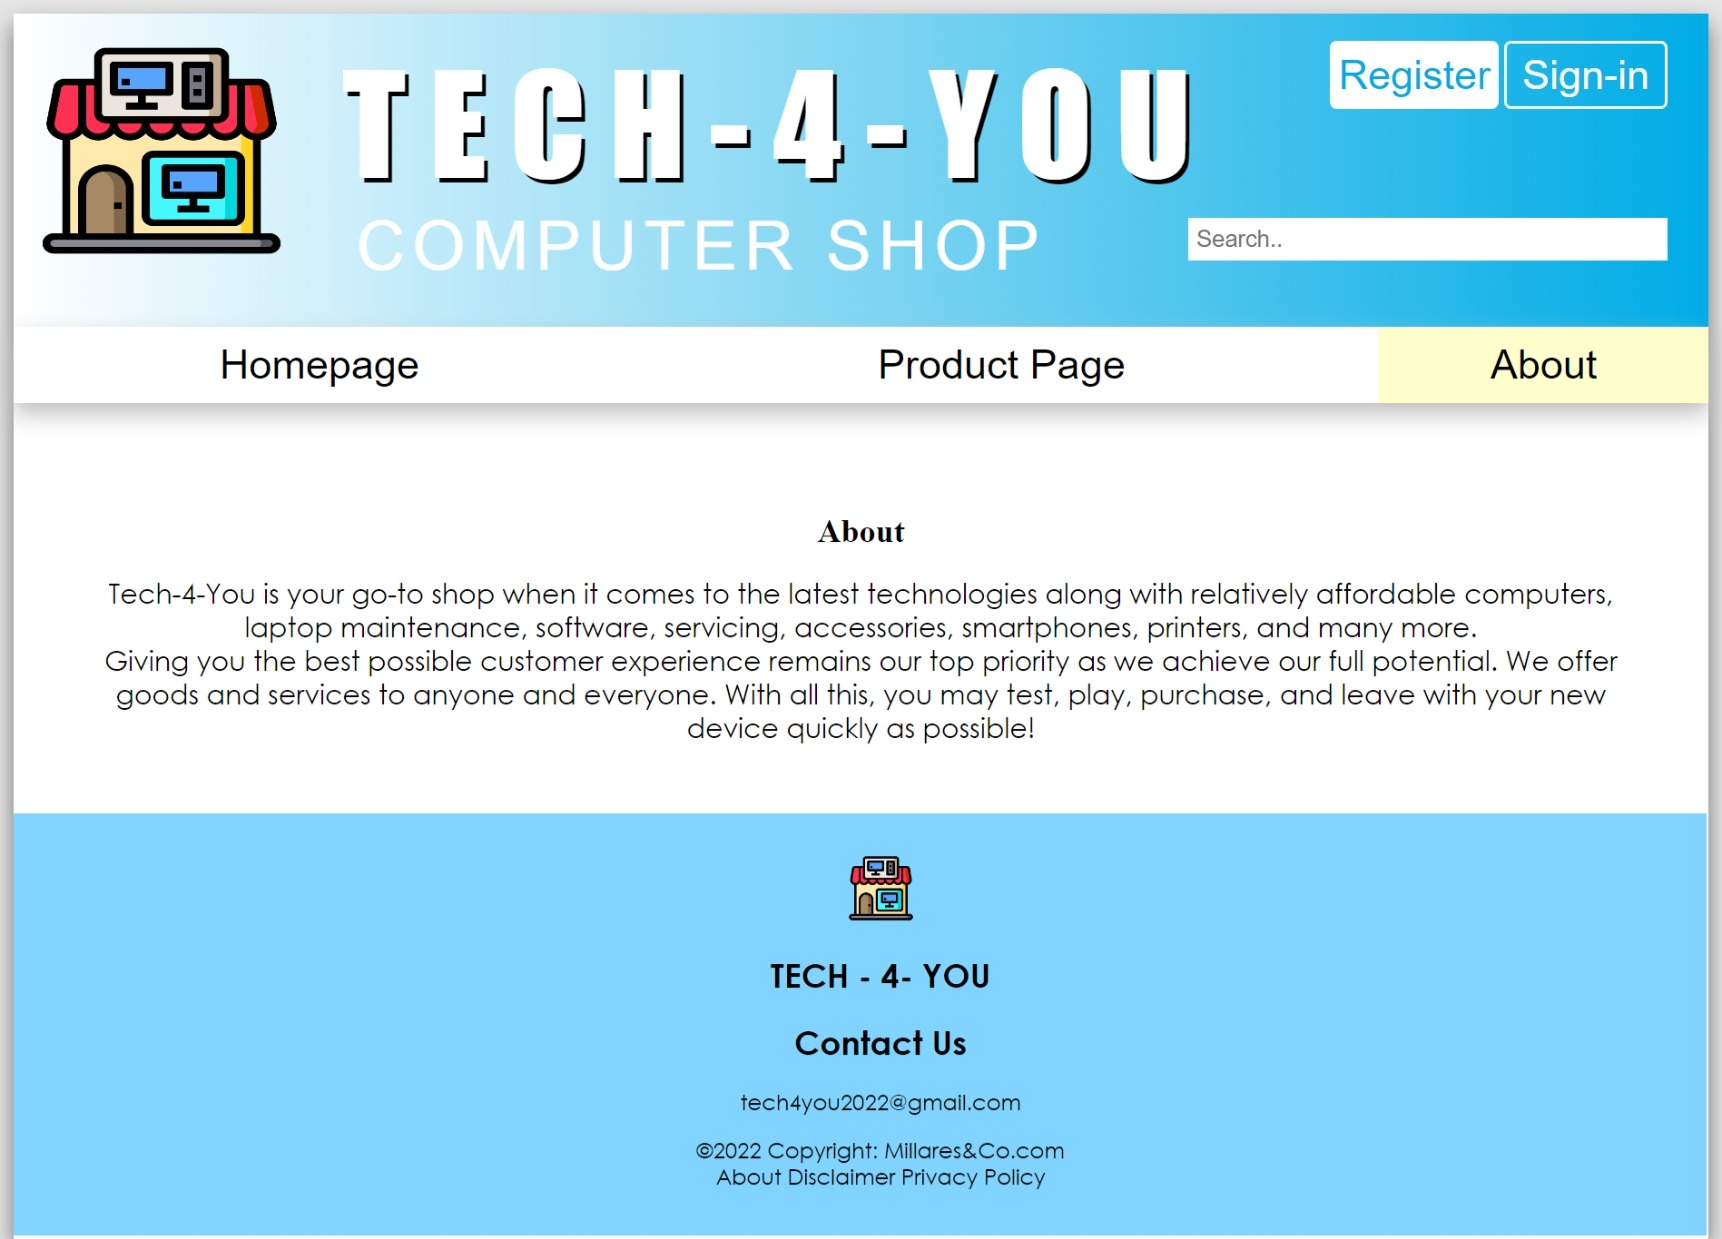 TECH-4-YOU
COMPUTER SHOP
Register Sign-in
Search..
Homepage Product Page About
About
Tech-4-You is your go-to shop when it comes to the latest technologies along with relatively affordable computers,
laptop maintenance, software, servicing, accessories, smartphones, printers, and many more.
Giving you the best possible customer experience remains our top priority as we achieve our full potential. We offer
goods and services to anyone and everyone. With all this, you may test, play, purchase, and leave with your new
device quickly as possible!
TECH - 4- YOU
Contact Us
tech4you2022@gmail.com
©2022 Copyright: Millares&Co.com
About Disclaimer Privacy Policy